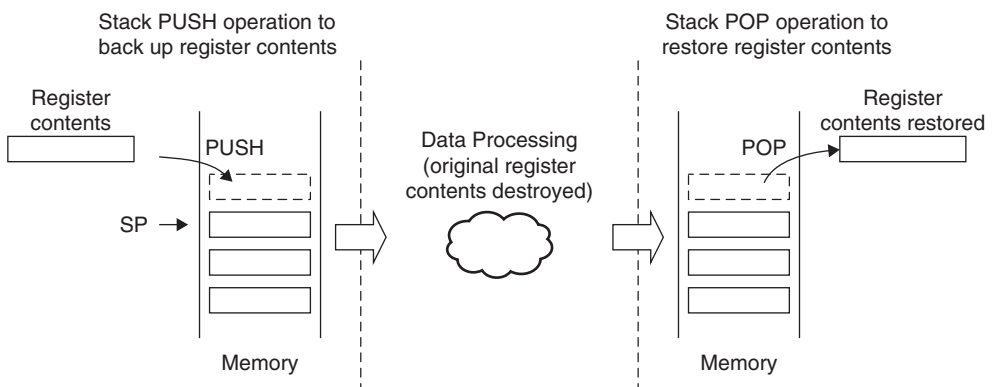 Stack PUSH operation to
back up register contents
Stack POP operation to
restore register contents
Register
contents
PUSH
SP
Memory
Data Processing
(original register
contents destroyed)
POP
Register
contents restored
Memory